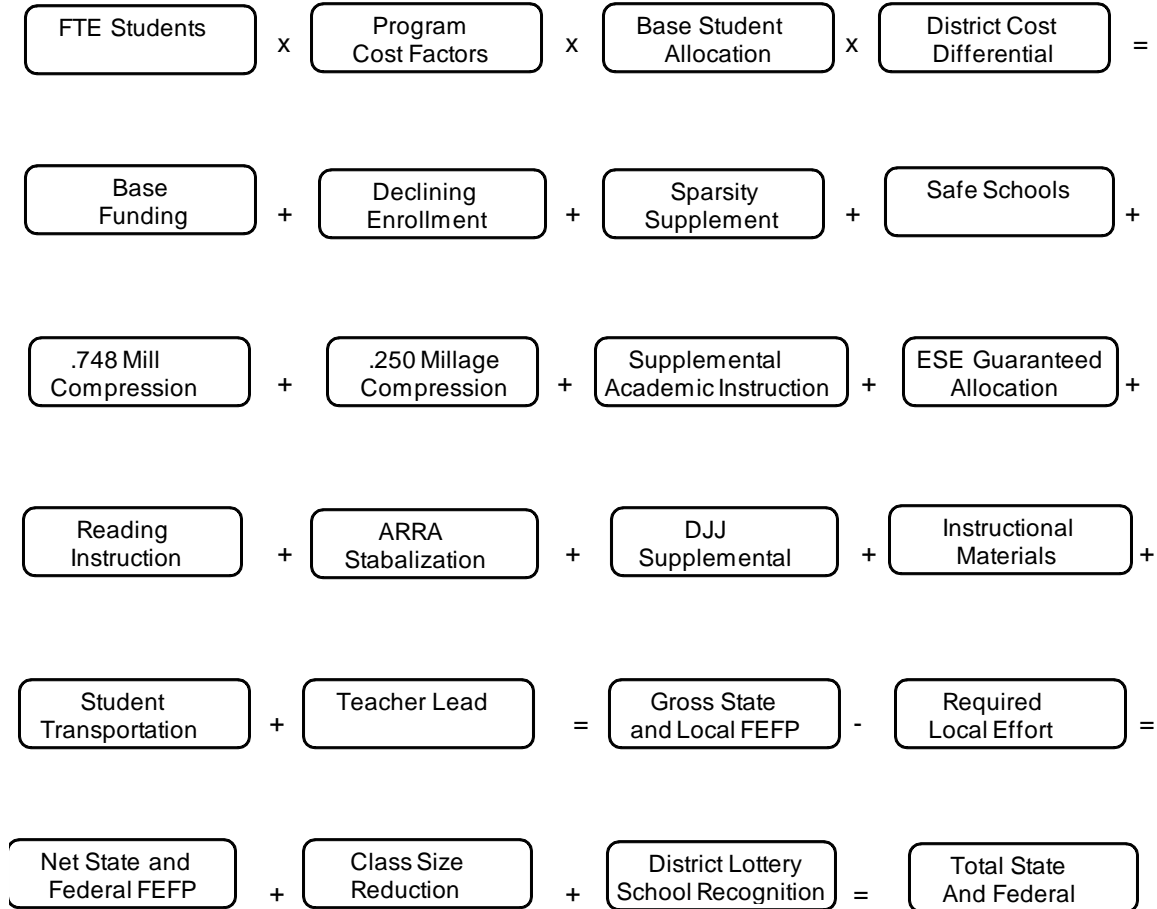 FTE Students x Program Cost Factors x Base Student Allocation x District Cost Differential =
Base Funding + Declining Enrollment + Sparsity Supplement + Safe Schools +
.748 Mill Compression + .250 Millage Compression + Supplemental Academic Instruction + ESE Guaranteed Allocation +
Reading Instruction + ARRA Stabalization + DJJ Supplemental + Instructional Materials +
Student Transportation + Teacher Lead = Gross State and Local FEFP - Required Local Effort =
Net State and Federal FEFP + Class Size Reduction + District Lottery School Recognition = Total State And Federal